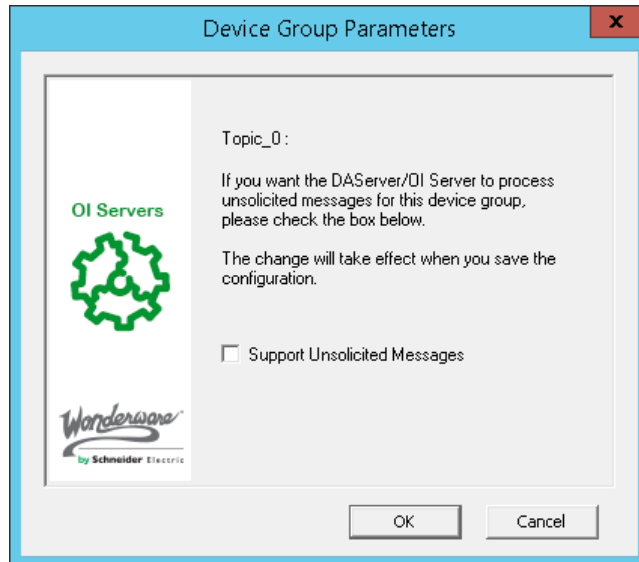 Device Group Parameters
x
Topic_0 :
If you want the DAServer/OI Server to process
unsolicited messages for this device group,
please check the box below.
OI Servers
The change will take effect when you save the
configuration.
Support Unsolicited Messages
Wonderware
by Schneider Electric
OK
Cancel